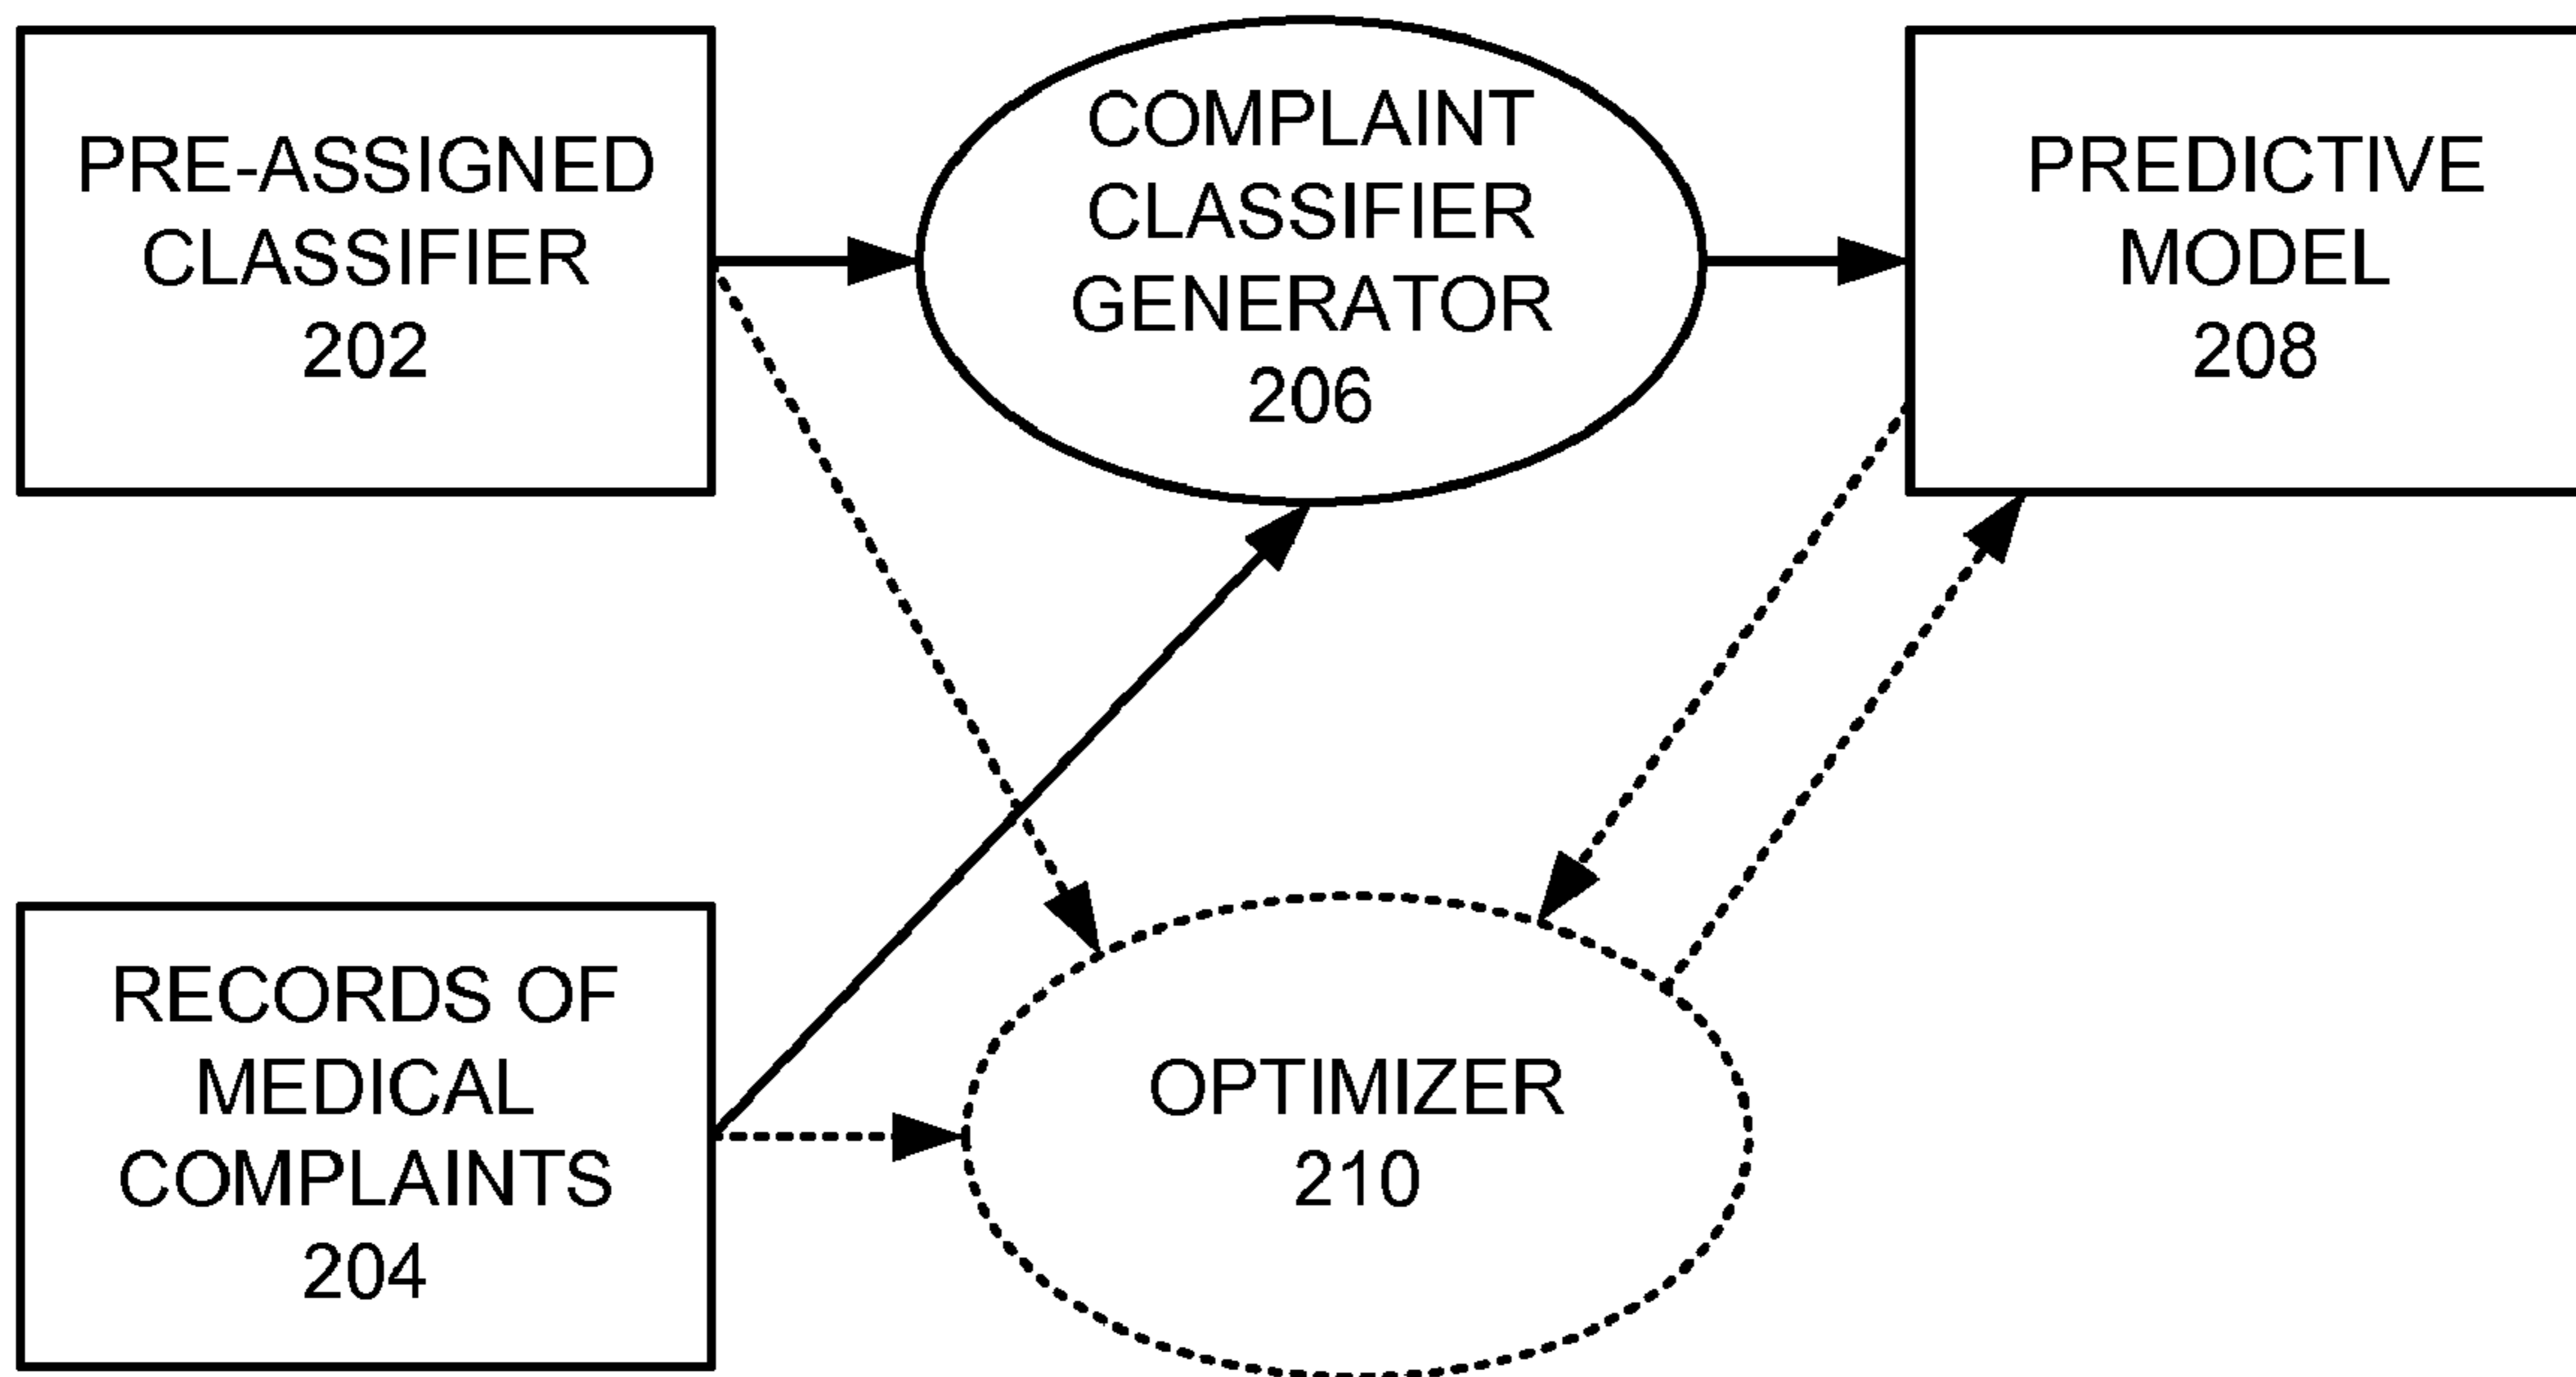 PRE-ASSIGNED
CLASSIFIER
202
COMPLAINT
CLASSIFIER
GENERATOR
206
PREDICTIVE
MODEL
208
RECORDS OF
MEDICAL
COMPLAINTS
204
OPTIMIZER
210